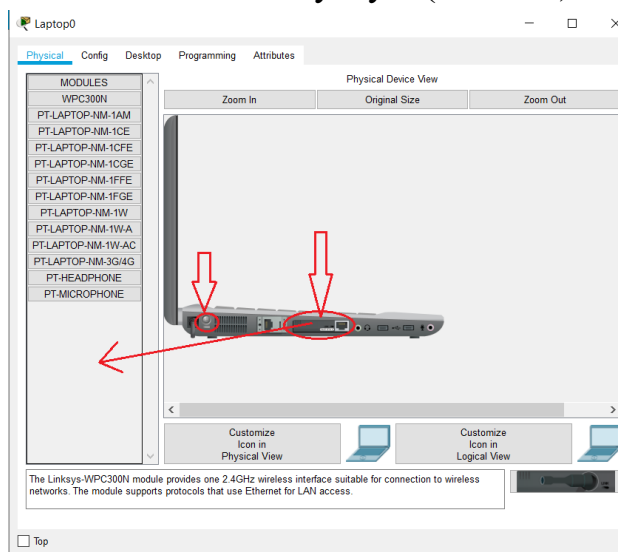 Laptop0
Physical Config Desktop Programming Attributes
MODULES
WPC300N
PT-LAPTOP-NM-1AM
PT-LAPTOP-NM-1CE
PT-LAPTOP-NM-1CFE
PT-LAPTOP-NM-1CGE
PT-LAPTOP-NM-1FFE
PT-LAPTOP-NM-1FGE
PT-LAPTOP-NM-1W
PT-LAPTOP-NM-1W-A
PT-LAPTOP-NM-1W-AC
PT-LAPTOP-NM-3G/4G
PT-HEADPHONE
PT-MICROPHONE
Physical Device View
Zoom In Original Size Zoom Out
Customize
Icon in
Physical View
Customize
Icon in
Logical View
The Linksys-WPC300N module provides one 2.4GHz wireless interface suitable for connection to wireless
networks. The module supports protocols that use Ethernet for LAN access.
Top